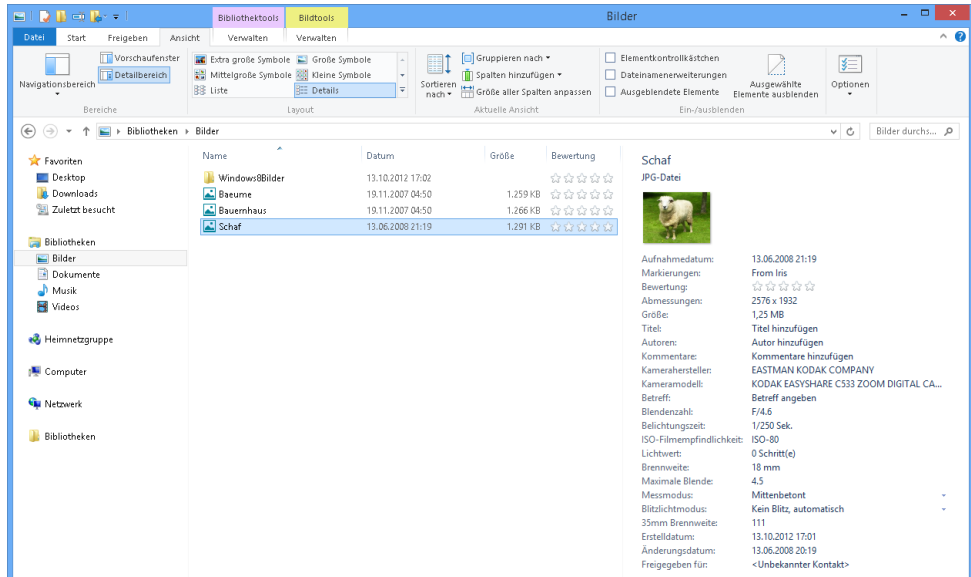 Bibliothektools Bildtools Bilder
Datei Start Freigeben Ansicht Verwalten Verwalten
Navigationsbereich
Vorschaufenster
Detailbereich
Bereiche
Extra große Symbole Große Symbole
Mittelgroße Symbole Kleine Symbole
Liste Details
Layout
Sortieren nach
Gruppieren nach
Spalten hinzufügen
Größe aller Spalten anpassen
Aktuelle Ansicht
Elementkontrollkästchen
Dateinamenerweiterungen
Ausgeblendete Elemente
Ausgewählte
Elemente ausblenden
Ein-/ausblenden
Optionen
Bibliotheken Bilder
Bilder durchs...
Favoriten
Desktop
Downloads
Zuletzt besucht
Bibliotheken
Bilder
Dokumente
Musik
Videos
Heimnetzgruppe
Computer
Netzwerk
Bibliotheken
Name Datum Größe Bewertung
Windows8Bilder 13.10.2012 17:02
Baeume 19.11.2007 04:50 1.259 KB
Bauernhaus 19.11.2007 04:50 1.266 KB
Schaf 13.06.2008 21:19 1.291 KB
Schaf
JPG-Datei
Aufnahmedatum: 13.06.2008 21:19
Markierungen: From Iris
Bewertung:
Abmessungen: 2576 x 1932
Größe: 1,25 MB
Titel: Titel hinzufügen
Autoren: Autor hinzufügen
Kommentare: Kommentare hinzufügen
Kamerahersteller: EASTMAN KODAK COMPANY
Kameramodell: KODAK EASYSHARE C533 ZOOM DIGITAL CA...
Betreff: Betreff angeben
Blendenzahl: F/4.6
Belichtungszeit: 1/250 Sek.
ISO-Filmempfindlichkeit: ISO-80
Lichtwert: 0 Schritt(e)
Brennweite: 18 mm
Maximale Blende: 4.5
Messmodus: Mittenbetont
Blitzlichtmodus: Kein Blitz, automatisch
35mm Brennweite: 111
Erstelldatum: 13.10.2012 17:01
Änderungsdatum: 13.06.2008 20:19
Freigegeben für: <Unbekannter Kontakt>